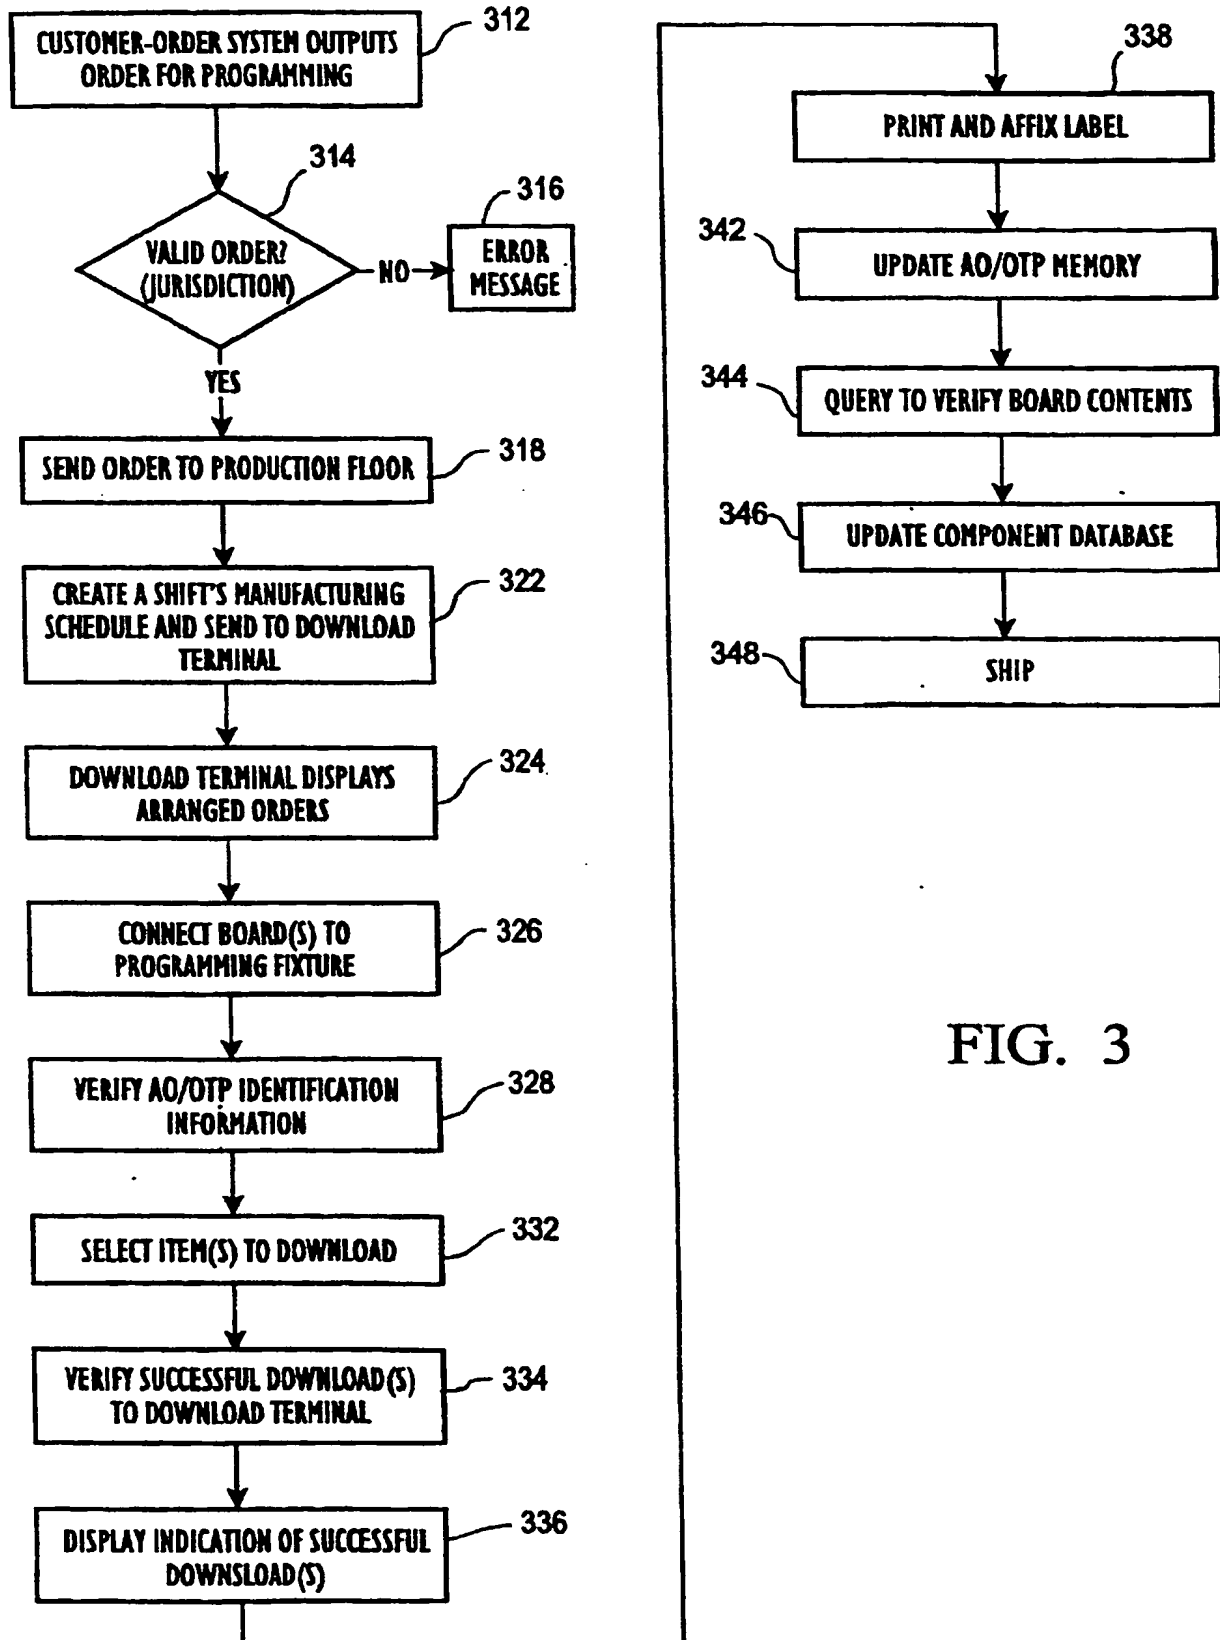 312
CUSTOMER-ORDER SYSTEM OUTPUTS
ORDER FOR PROGRAMMING
314
VALID ORDER?
(JURISDICTION)
NO
316
ERROR
MESSAGE
YES
318
SEND ORDER TO PRODUCTION FLOOR
322
CREATE A SHIFT'S MANUFACTURING
SCHEDULE AND SEND TO DOWNLOAD
TERMINAL
324
DOWNLOAD TERMINAL DISPLAYS
ARRANGED ORDERS
326
CONNECT BOARD(S) TO
PROGRAMMING FIXTURE
328
VERIFY AO/OTP IDENTIFICATION
INFORMATION
332
SELECT ITEM(S) TO DOWNLOAD
334
VERIFY SUCCESSFUL DOWNLOAD(S)
TO DOWNLOAD TERMINAL
336
DISPLAY INDICATION OF SUCCESSFUL
DOWNSLOAD(S)
338
PRINT AND AFFIX LABEL
342
UPDATE AO/OTP MEMORY
344
QUERY TO VERIFY BOARD CONTENTS
346
UPDATE COMPONENT DATABASE
348
SHIP
FIG. 3